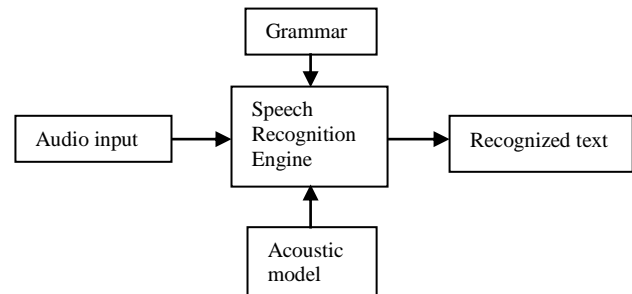 Grammar
Audio input
Speech
Recognition
Engine
Recognized text
Acoustic
model